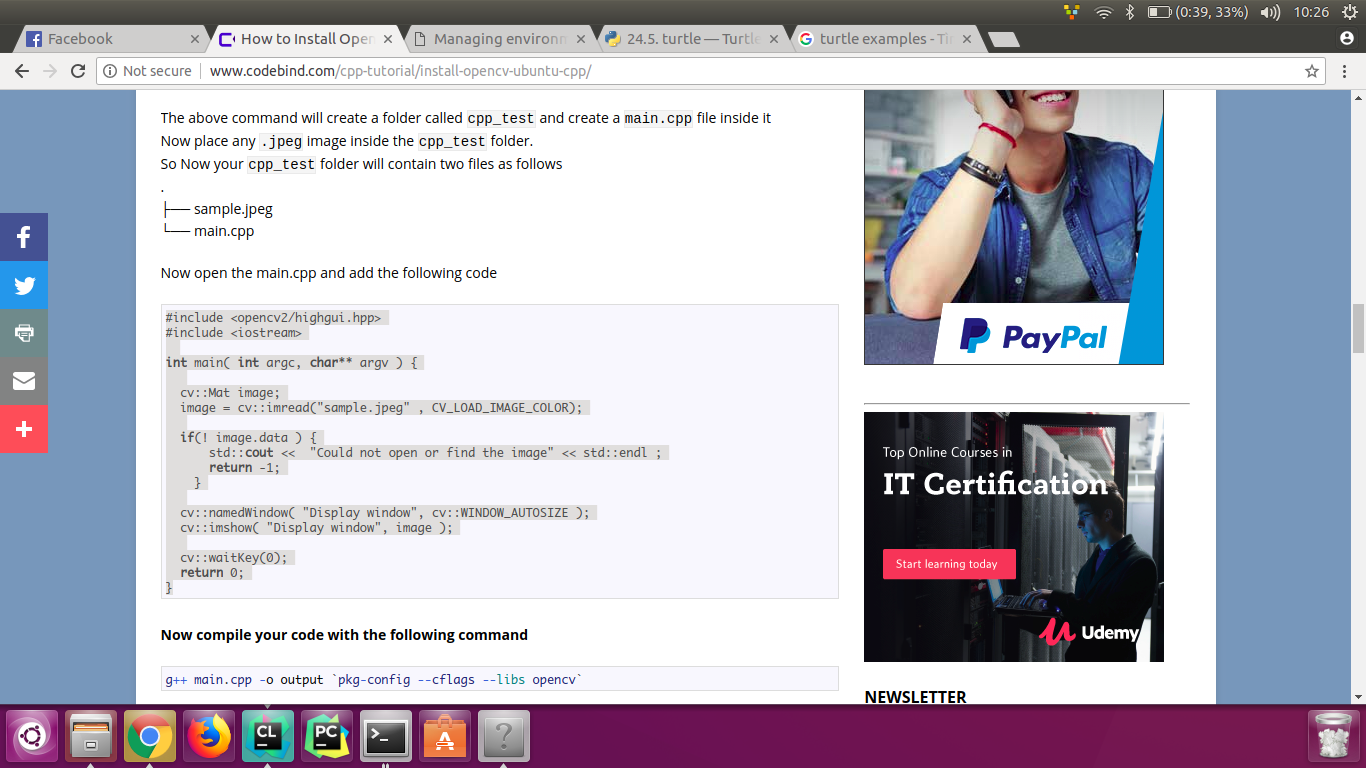 (0:39, 33%)
10:26
Facebook
How to Install Open
Managing environm
24.5. turtle — Turtle
turtle examples - Tin
Not secure
www.codebind.com/cpp-tutorial/install-opencv-ubuntu-cpp/
The above command will create a folder called cpp_test and create a main.cpp file inside it
Now place any .jpeg image inside the cpp_test folder.
So Now your cpp_test folder will contain two files as follows
.
├── sample.jpeg
└── main.cpp
Now open the main.cpp and add the following code
#include <opencv2/highgui.hpp>
#include <iostream>
int main( int argc, char** argv ) {
cv::Mat image;
image = cv::imread("sample.jpeg" , CV_LOAD_IMAGE_COLOR);
if(! image.data ) {
std::cout <<  "Could not open or find the image" << std::endl ;
return -1;
}
cv::namedWindow( "Display window", cv::WINDOW_AUTOSIZE );
cv::imshow( "Display window", image );
cv::waitKey(0);
return 0;
}
Now compile your code with the following command
g++ main.cpp -o output `pkg-config --cflags --libs opencv`
PayPal
Top Online Courses in
IT Certification
Start learning today
Udemy
NEWSLETTER
CL
PC